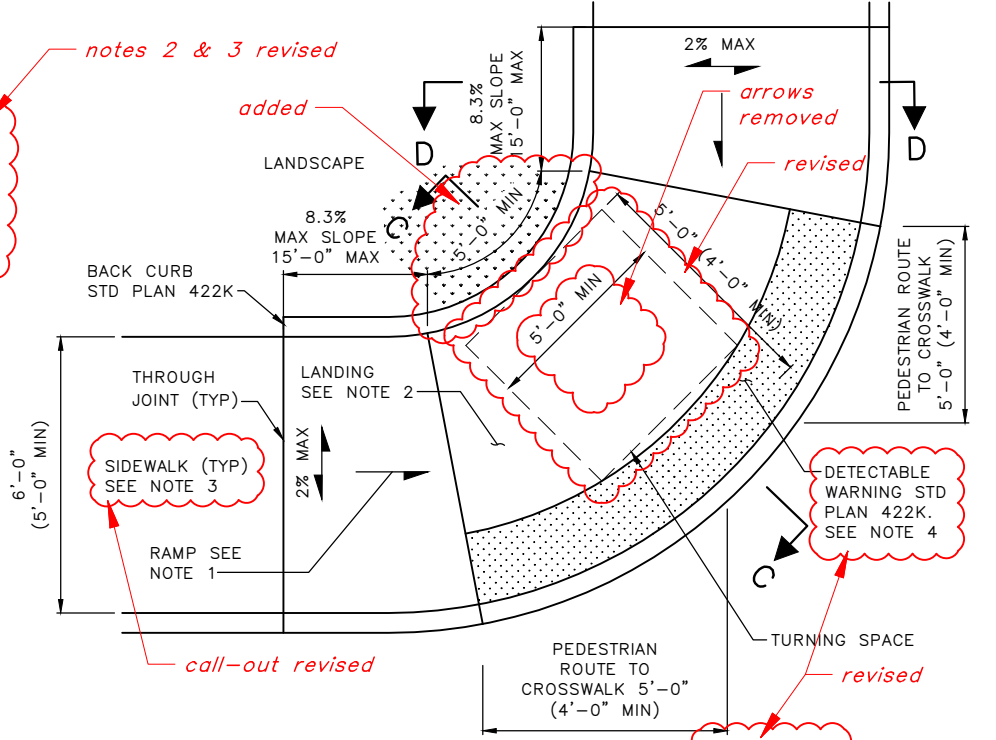 notes 2 & 3 revised
added
2% MAX
8.3%
MAX SLOPE
15'-0" MAX
arrows
removed
D
D
revised
LANDSCAPE
C
5'-0" MIN
8.3%
MAX SLOPE
15'-0" MAX
5'-0" (4'-0" MIN)
BACK CURB
STD PLAN 422K
5'-0" MIN
PEDESTRIAN ROUTE
TO CROSSWALK
5'-0" (4'-0" MIN)
THROUGH
JOINT (TYP)
LANDING
SEE NOTE 2
6'-0"
(5'-0" MIN)
SIDEWALK (TYP)
SEE NOTE 3
2% MAX
DETECTABLE
WARNING STD
PLAN 422K.
SEE NOTE 4
RAMP SEE
NOTE 1
C
TURNING SPACE
call-out revised
PEDESTRIAN
ROUTE TO
CROSSWALK 5'-0"
(4'-0" MIN)
revised